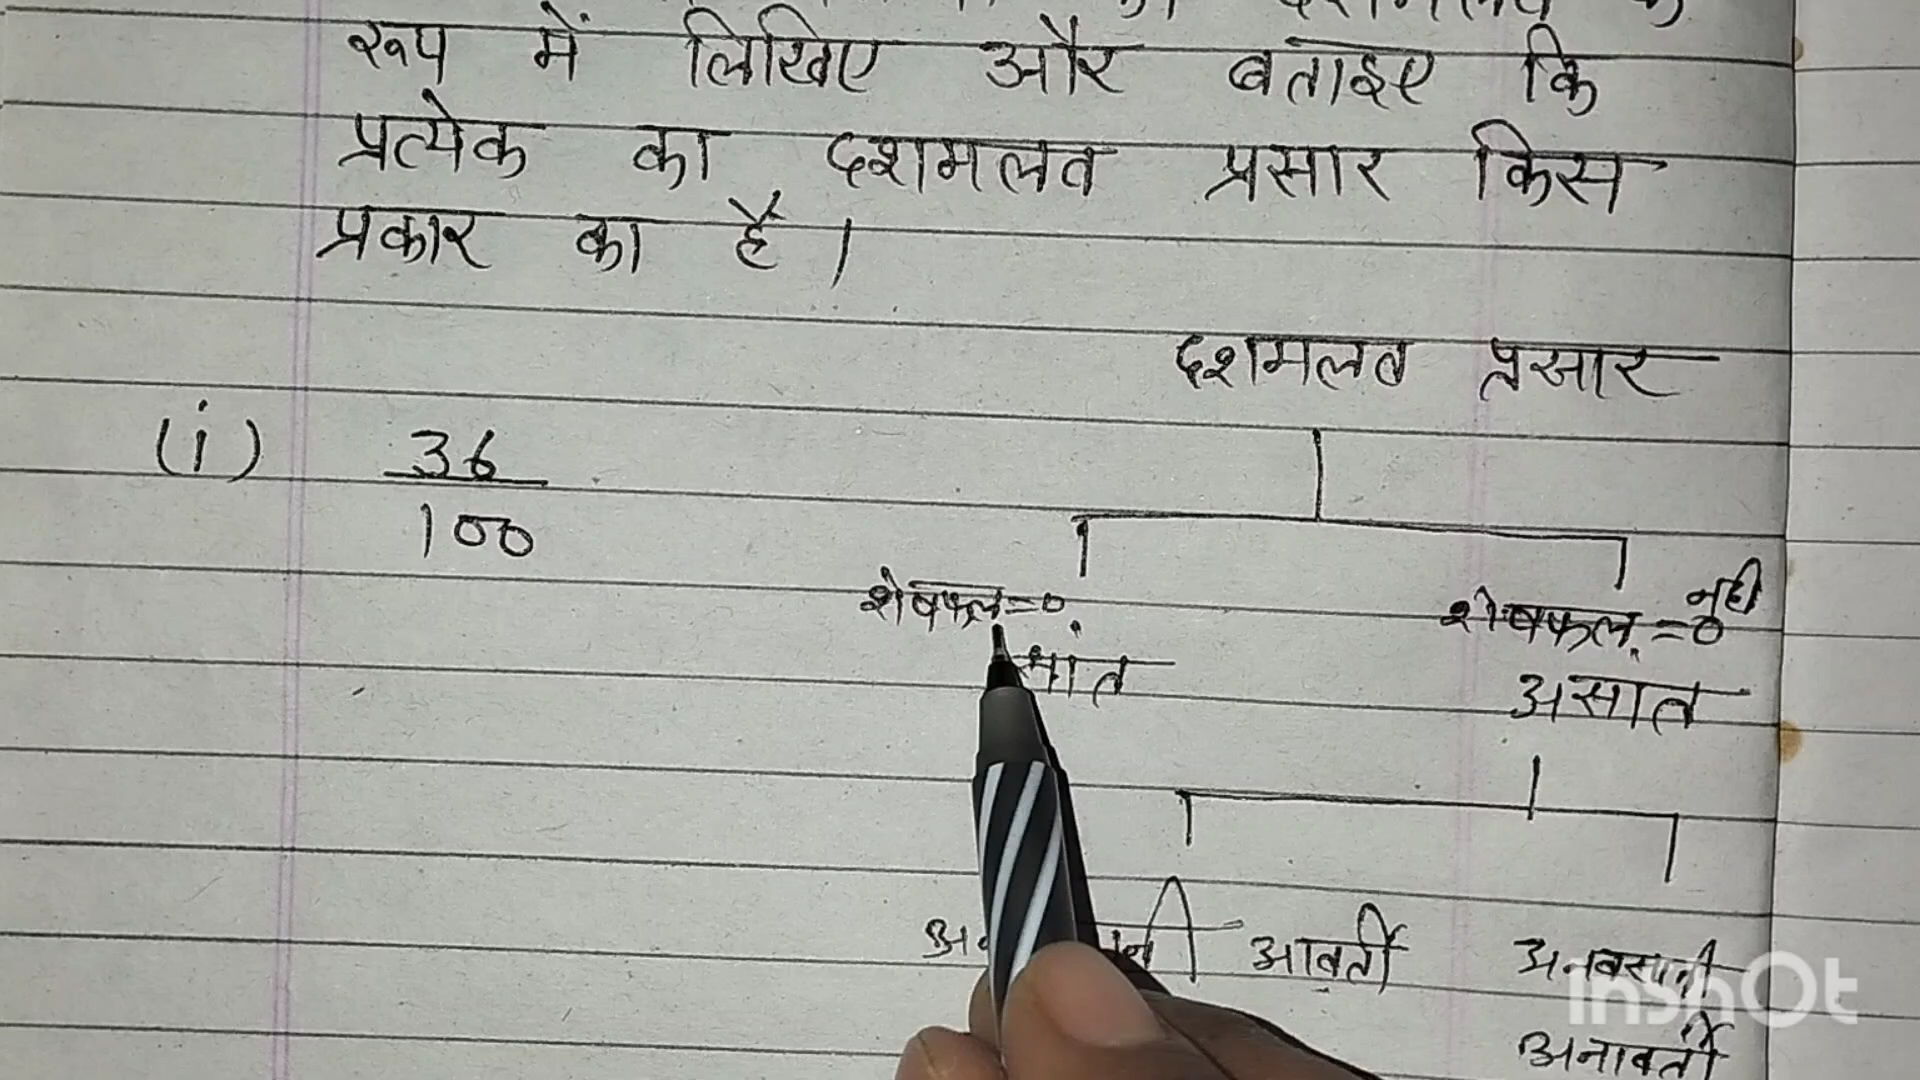 रूप में लिखिए और बताइए कि
प्रत्येक का दशमलव प्रसार किस
प्रकार का है ।
दशमलव प्रसार
(i) 36
100
शेषफल=0
शेषफल = 0 नही
सांत
असांत
आवर्ती
अनवसानी
अनावर्ती
InShOt